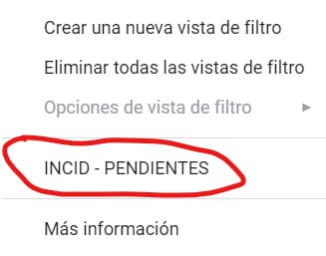 Crear una nueva vista de filtro
Eliminar todas las vistas de filtro
Opciones de vista de filtro
INCID - PENDIENTES
Más información